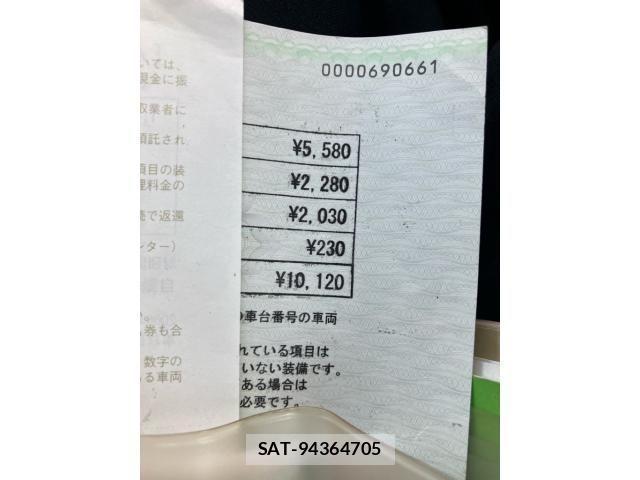 0000690661
いては、
現金に振
取業者に
預託され
項目の装
理料金の
売で返還
ンター）
券も合
数字の
る車両
¥5,580
¥2,280
¥2,030
¥230
¥10,120
車台番号の車両
れている項目は
いない装備です。
ある場合は
必要です。
SAT-94364705